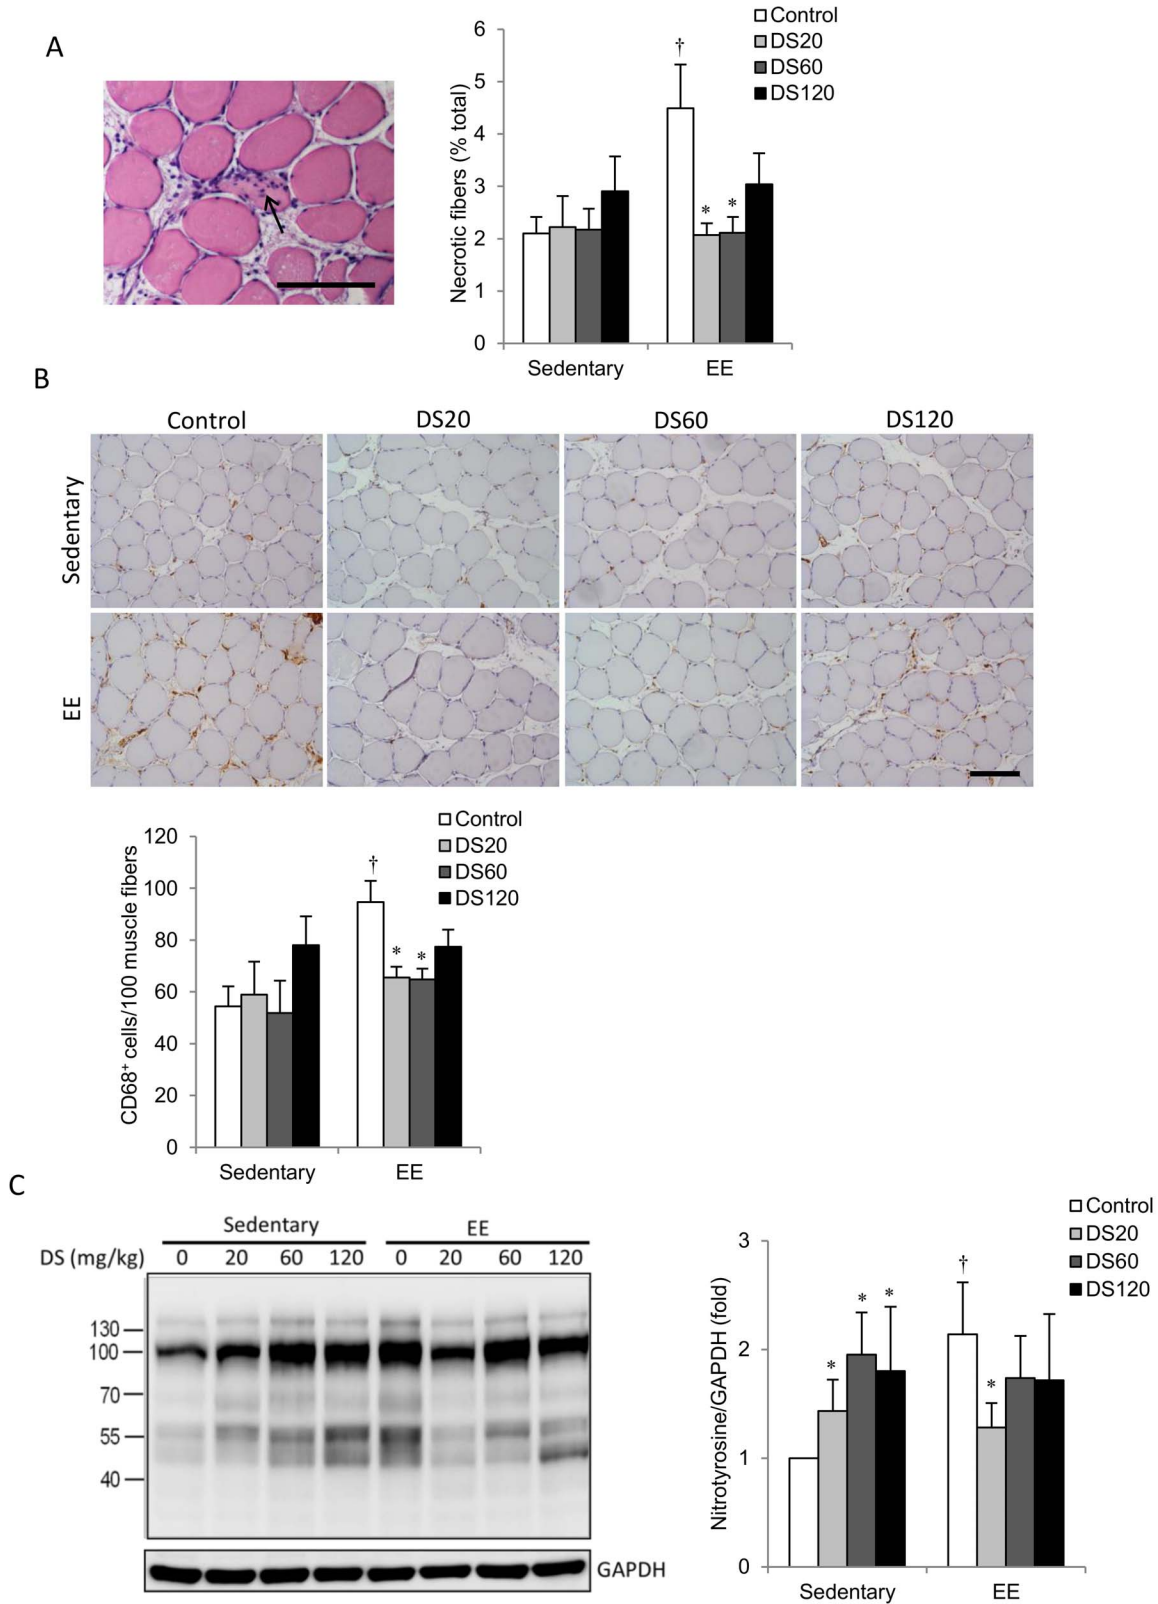 A
Necrotic fibers (% total)
6
5
4
3
2
1
0
†
*
*
Control
DS20
DS60
DS120
Sedentary
EE
B
Control
DS20
DS60
DS120
Sedentary
EE
CD68⁺ cells/100 muscle fibers
120
100
80
60
40
20
0
†
*
*
Control
DS20
DS60
DS120
Sedentary
EE
C
Sedentary
EE
DS (mg/kg)
0 20 60 120 0 20 60 120
130
100
70
55
40
GAPDH
Nitrotyrosine/GAPDH (fold)
3
2
1
0
*
*
*
†
*
Control
DS20
DS60
DS120
Sedentary
EE